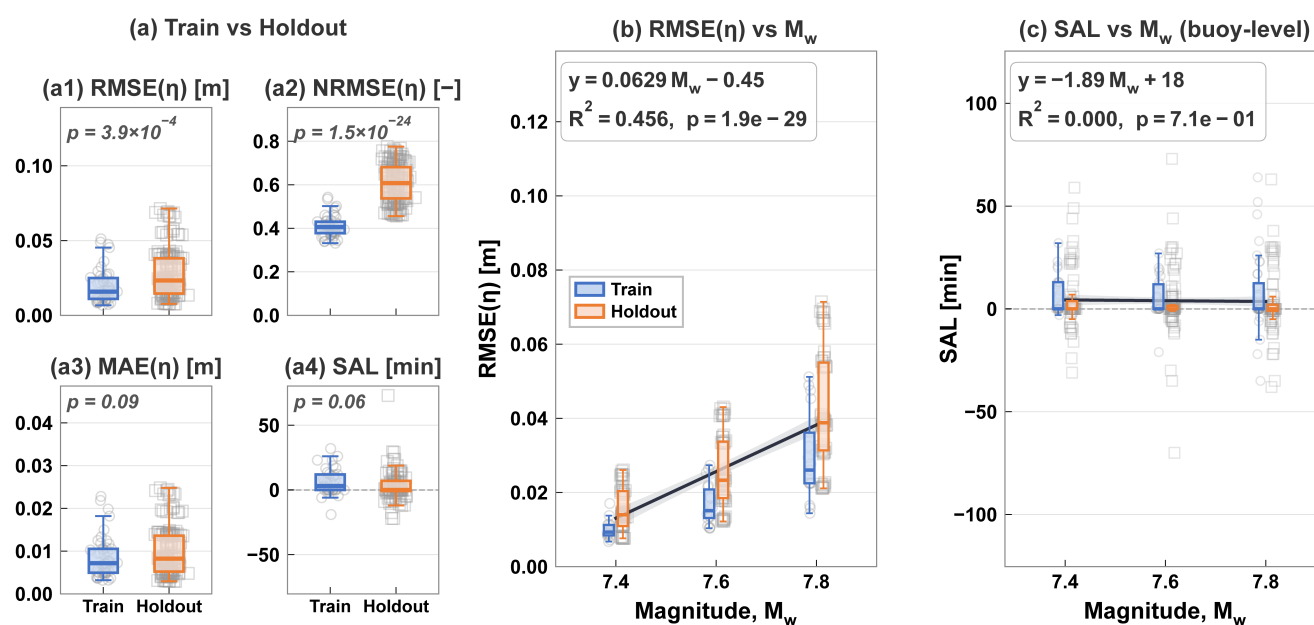 (a) Train vs Holdout
(a1) RMSE(η) [m]
p = 3.9×10⁻⁴
0.10
0.05
0.00
(a2) NRMSE(η) [−]
p = 1.5×10⁻²⁴
0.8
0.6
0.4
0.2
0.0
(a3) MAE(η) [m]
p = 0.09
0.04
0.03
0.02
0.01
0.00
Train Holdout
(a4) SAL [min]
p = 0.06
50
0
−50
Train Holdout
(b) RMSE(η) vs M_w
y = 0.0629 M_w − 0.45
R² = 0.456, p = 1.9e − 29
Train
Holdout
RMSE(η) [m]
0.12
0.10
0.08
0.06
0.04
0.02
0.00
7.4 7.6 7.8
Magnitude, M_w
(c) SAL vs M_w (buoy-level)
y = −1.89 M_w + 18
R² = 0.000, p = 7.1e − 01
SAL [min]
100
50
0
−50
−100
7.4 7.6 7.8
Magnitude, M_w